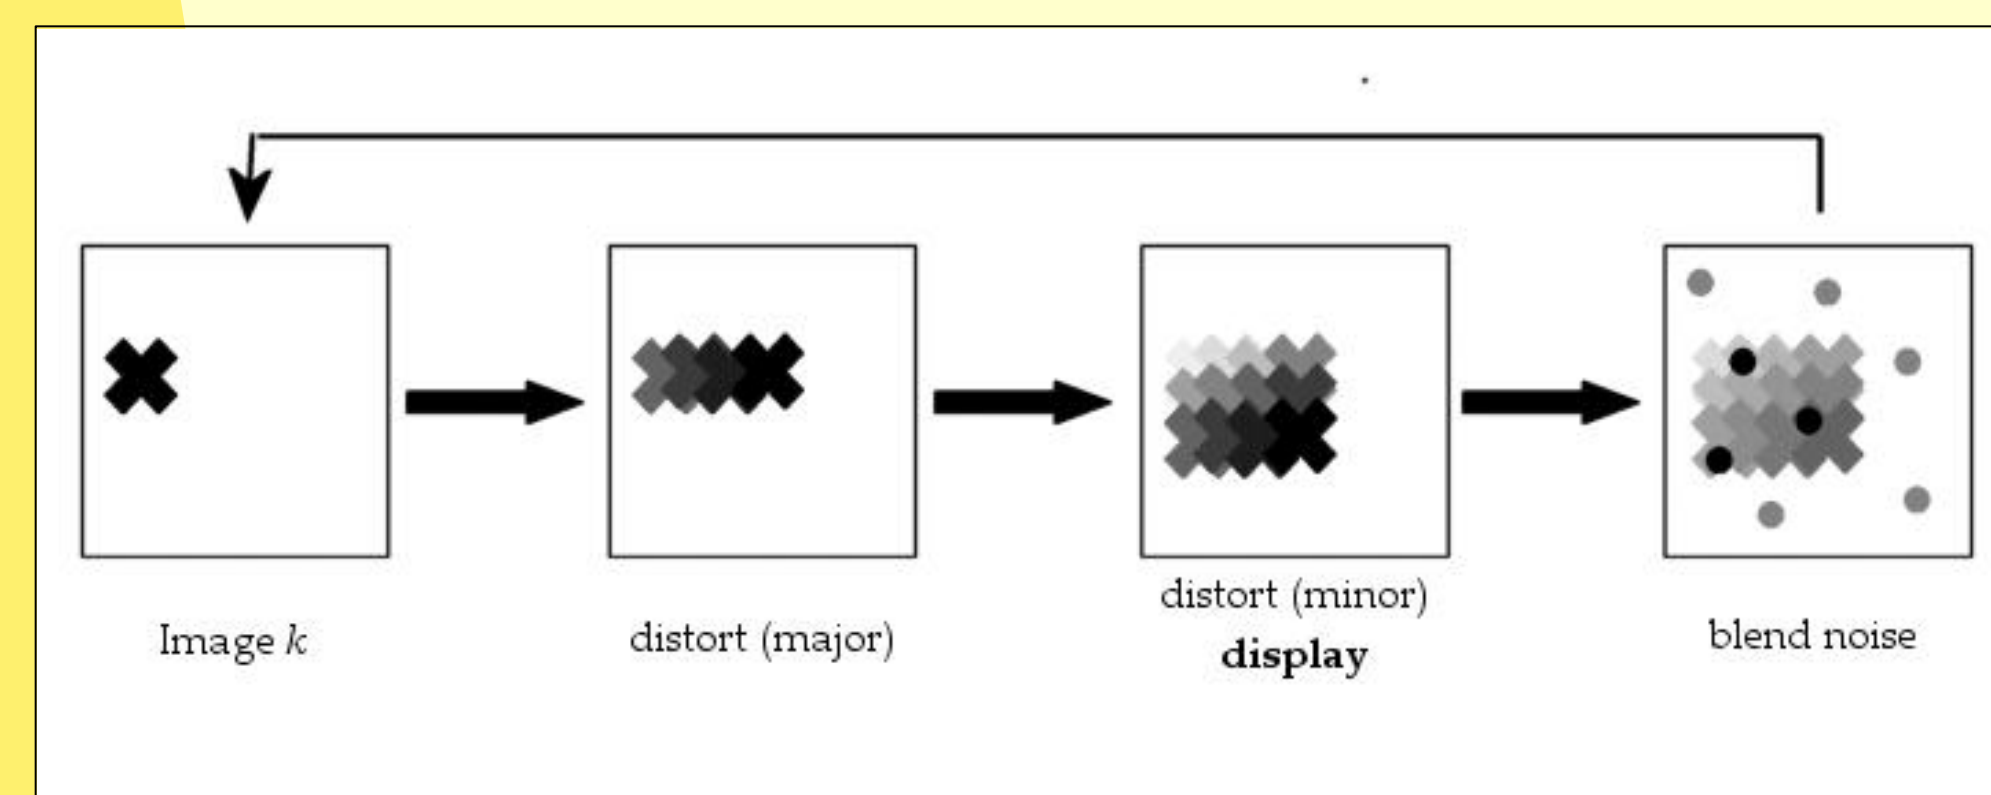 Image k
distort (major)
distort (minor)
display
blend noise